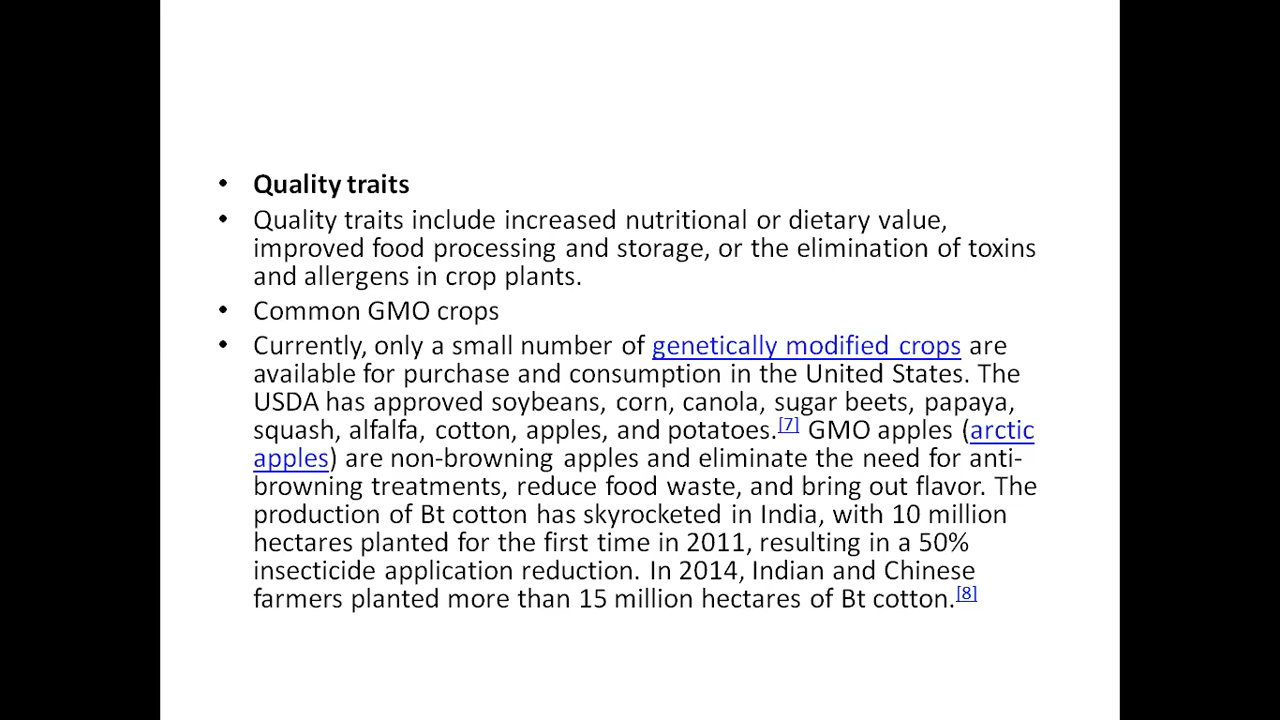 • Quality traits
• Quality traits include increased nutritional or dietary value,
improved food processing and storage, or the elimination of toxins
and allergens in crop plants.
• Common GMO crops
• Currently, only a small number of genetically modified crops are
available for purchase and consumption in the United States. The
USDA has approved soybeans, corn, canola, sugar beets, papaya,
squash, alfalfa, cotton, apples, and potatoes.[7] GMO apples (arctic
apples) are non-browning apples and eliminate the need for anti-
browning treatments, reduce food waste, and bring out flavor. The
production of Bt cotton has skyrocketed in India, with 10 million
hectares planted for the first time in 2011, resulting in a 50%
insecticide application reduction. In 2014, Indian and Chinese
farmers planted more than 15 million hectares of Bt cotton.[8]